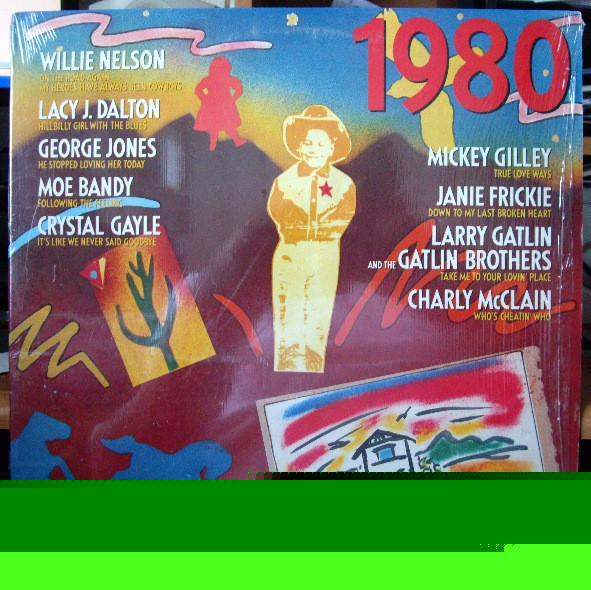 1980
WILLIE NELSON
ON THE ROAD AGAIN
MY HEROES HAVE ALWAYS BEEN COWBOYS
LACY J. DALTON
HILLBILLY GIRL WITH THE BLUES
GEORGE JONES
HE STOPPED LOVING HER TODAY
MOE BANDY
FOLLOWING THE FEELING
CRYSTAL GAYLE
IT'S LIKE WE NEVER SAID GOODBYE
MICKEY GILLEY
TRUE LOVE WAYS
JANIE FRICKIE
DOWN TO MY LAST BROKEN HEART
LARRY GATLIN
AND THE GATLIN BROTHERS
TAKE ME TO YOUR LOVIN' PLACE
CHARLY McCLAIN
WHO'S CHEATIN' WHO